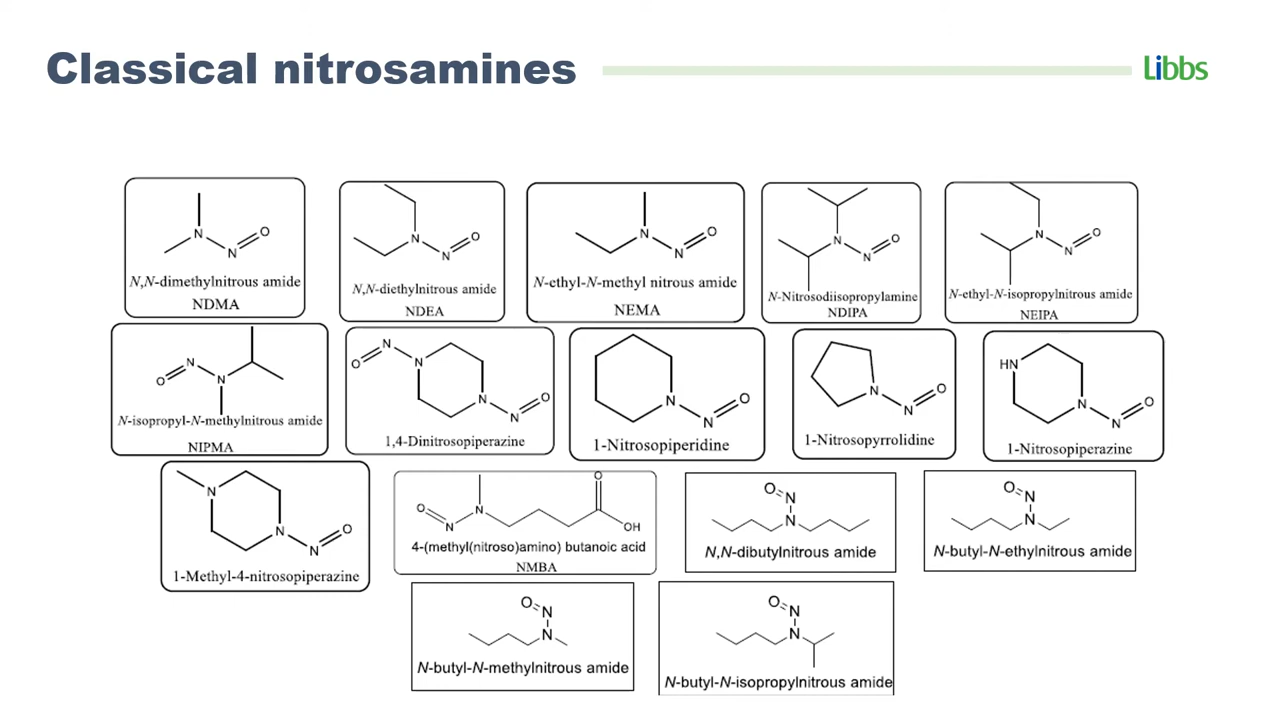 Classical nitrosamines
Libbs
N
N
O
N,N-dimethylnitrous amide
NDMA
N
N
O
N,N-diethylnitrous amide
NDEA
N
N
O
N-ethyl-N-methyl nitrous amide
NEMA
N
N
O
N-Nitrosodiisopropylamine
NDIPA
N
N
O
N-ethyl-N-isopropylnitrous amide
NEIPA
O
N
N
N-isopropyl-N-methylnitrous amide
NIPMA
O
N
N
N
N
O
1,4-Dinitrosopiperazine
N
N
O
1-Nitrosopiperidine
N
N
O
1-Nitrosopyrrolidine
HN
N
N
O
1-Nitrosopiperazine
N
N
N
O
1-Methyl-4-nitrosopiperazine
O
N
N
O
OH
4-(methyl(nitroso)amino) butanoic acid
NMBA
O
N
N
N,N-dibutylnitrous amide
O
N
N
N-butyl-N-ethylnitrous amide
O
N
N
N-butyl-N-methylnitrous amide
O
N
N
N-butyl-N-isopropylnitrous amide